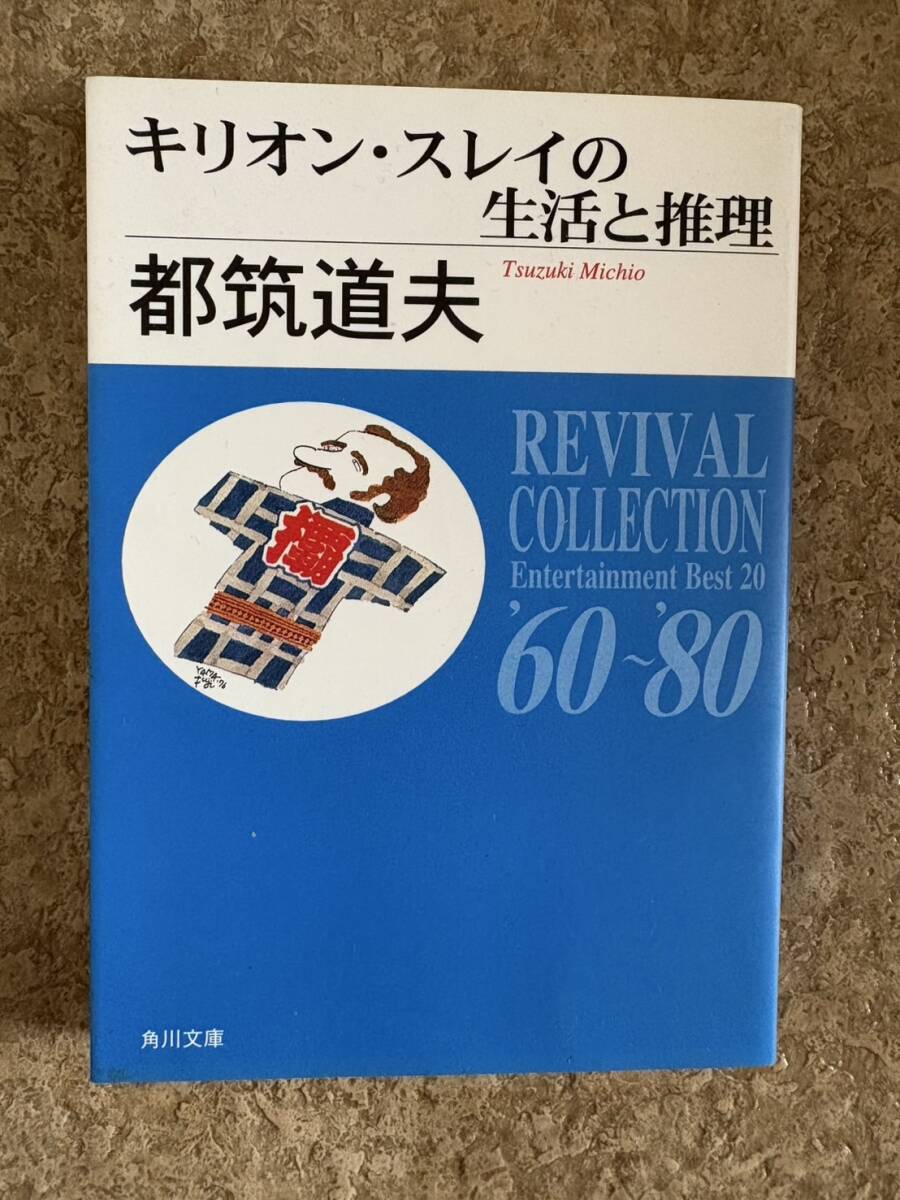 キリオン・スレイの
生活と推理
都筑道夫
Tsuzuki Michio
REVIVAL
COLLECTION
Entertainment Best 20
'60~'80
角川文庫